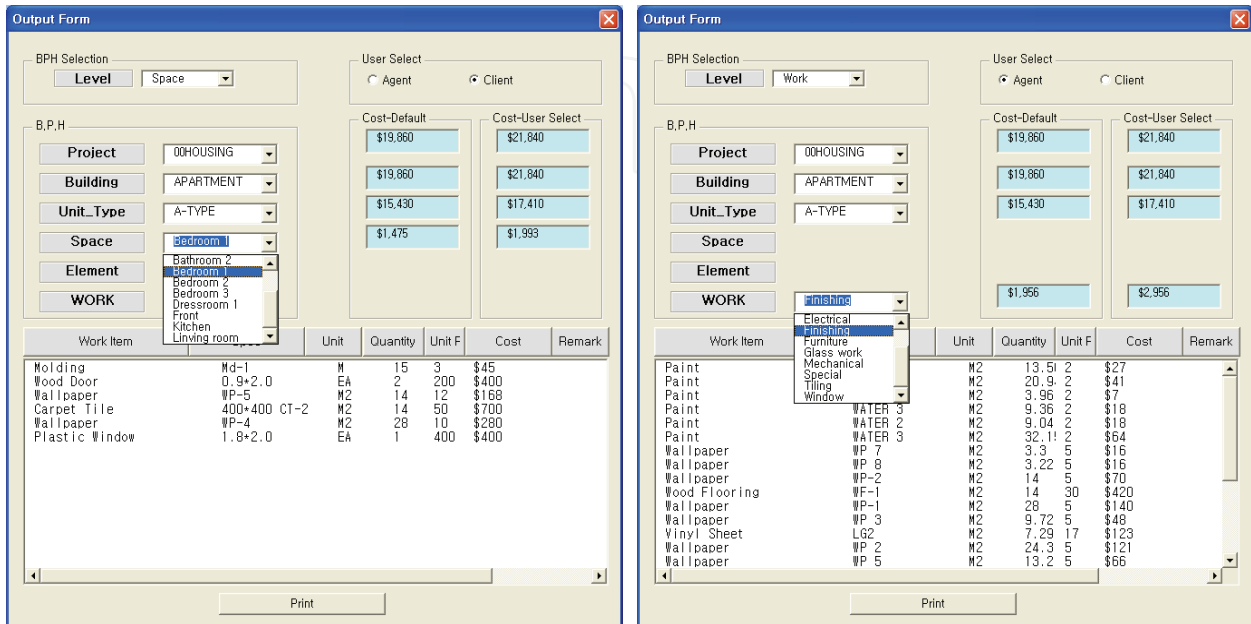 Output Form
BPH Selection
Level Space
User Select
Agent Client
B.P.H
Cost-Default Cost-User Select
Project 00HOUSING $19,860 $21,840
Building APARTMENT $19,860 $21,840
Unit_Type A-TYPE $15,430 $17,410
Space Bedroom 1 $1,475 $1,993
Element
WORK
Bathroom 2
Bedroom 1
Bedroom 2
Bedroom 3
Dressroom 1
Front
Kitchen
Linving room
Work Item Unit Quantity Unit F Cost Remark
Molding Md-1 M 15 3 $45
Wood Door 0.9*2.0 EA 2 200 $400
Wallpaper WP-5 M2 14 12 $168
Carpet Tile 400*400 CT-2 M2 14 50 $700
Wallpaper WP-4 M2 28 10 $280
Plastic Window 1.8*2.0 EA 1 400 $400
Print
Output Form
BPH Selection
Level Work
User Select
Agent Client
B.P.H
Cost-Default Cost-User Select
Project 00HOUSING $19,860 $21,840
Building APARTMENT $19,860 $21,840
Unit_Type A-TYPE $15,430 $17,410
Space
Element
WORK Finishing $1,956 $2,956
Electrical
Finishing
Furniture
Glass work
Mechanical
Special
Tiling
Window
Work Item Unit Quantity Unit F Cost Remark
Paint M2 2 $27
Paint M2 20.9 2 $41
Paint M2 3.96 2 $7
Paint WATER 3 M2 9.36 2 $18
Paint WATER 2 M2 9.04 2 $18
Paint WATER 3 M2 2 $64
Wallpaper WP 7 M2 3.3 5 $16
Wallpaper WP 8 M2 3.22 5 $16
Wallpaper WP-2 M2 14 5 $70
Wood Flooring WF-1 M2 14 30 $420
Wallpaper WP-1 M2 28 5 $140
Wallpaper WP 3 M2 9.72 5 $48
Vinyl Sheet LG2 M2 7.29 17 $123
Wallpaper WP 2 M2 24.3 5 $121
Wallpaper WP 5 M2 13.2 5 $66
Print